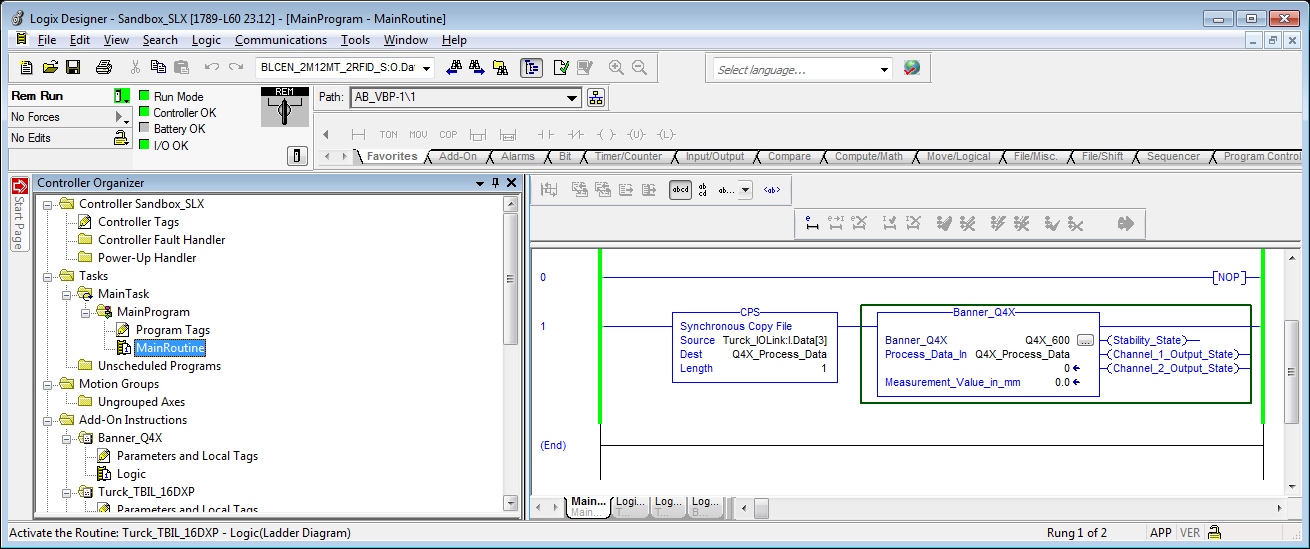 Logix Designer - Sandbox_SLX [1789-L60 23.12] - [MainProgram - MainRoutine]
File Edit View Search Logic Communications Tools Window Help
BLCEN_2M12MT_2RFID_S:O.Dat
Select language...
Rem Run
No Forces
No Edits
Run Mode
Controller OK
Battery OK
I/O OK
REM
Path: AB_VBP-1\1
TON MOV COP
(U) (L)
Favorites Add-On Alarms Bit Timer/Counter Input/Output Compare Compute/Math Move/Logical File/Misc. File/Shift Sequencer Program Control
Start Page
Controller Organizer
Controller Sandbox_SLX
Controller Tags
Controller Fault Handler
Power-Up Handler
Tasks
MainTask
MainProgram
Program Tags
MainRoutine
Unscheduled Programs
Motion Groups
Ungrouped Axes
Add-On Instructions
Banner_Q4X
Parameters and Local Tags
Logic
Turck_TBIL_16DXP
Parameters and Local Tags
abcd ab cd ab... <ab>
0
NOP
1
CPS
Synchronous Copy File
Source Turck_IOLink:I.Data[3]
Dest Q4X_Process_Data
Length 1
Banner_Q4X
Banner_Q4X Q4X_600 ...
Process_Data_In Q4X_Process_Data
0
Measurement_Value_in_mm 0.0
(Stability_State)
(Channel_1_Output_State)
(Channel_2_Output_State)
(End)
Main... Logi... Log... Log...
Main... T... T... B...
Activate the Routine: Turck_TBIL_16DXP - Logic(Ladder Diagram)
Rung 1 of 2 APP VER